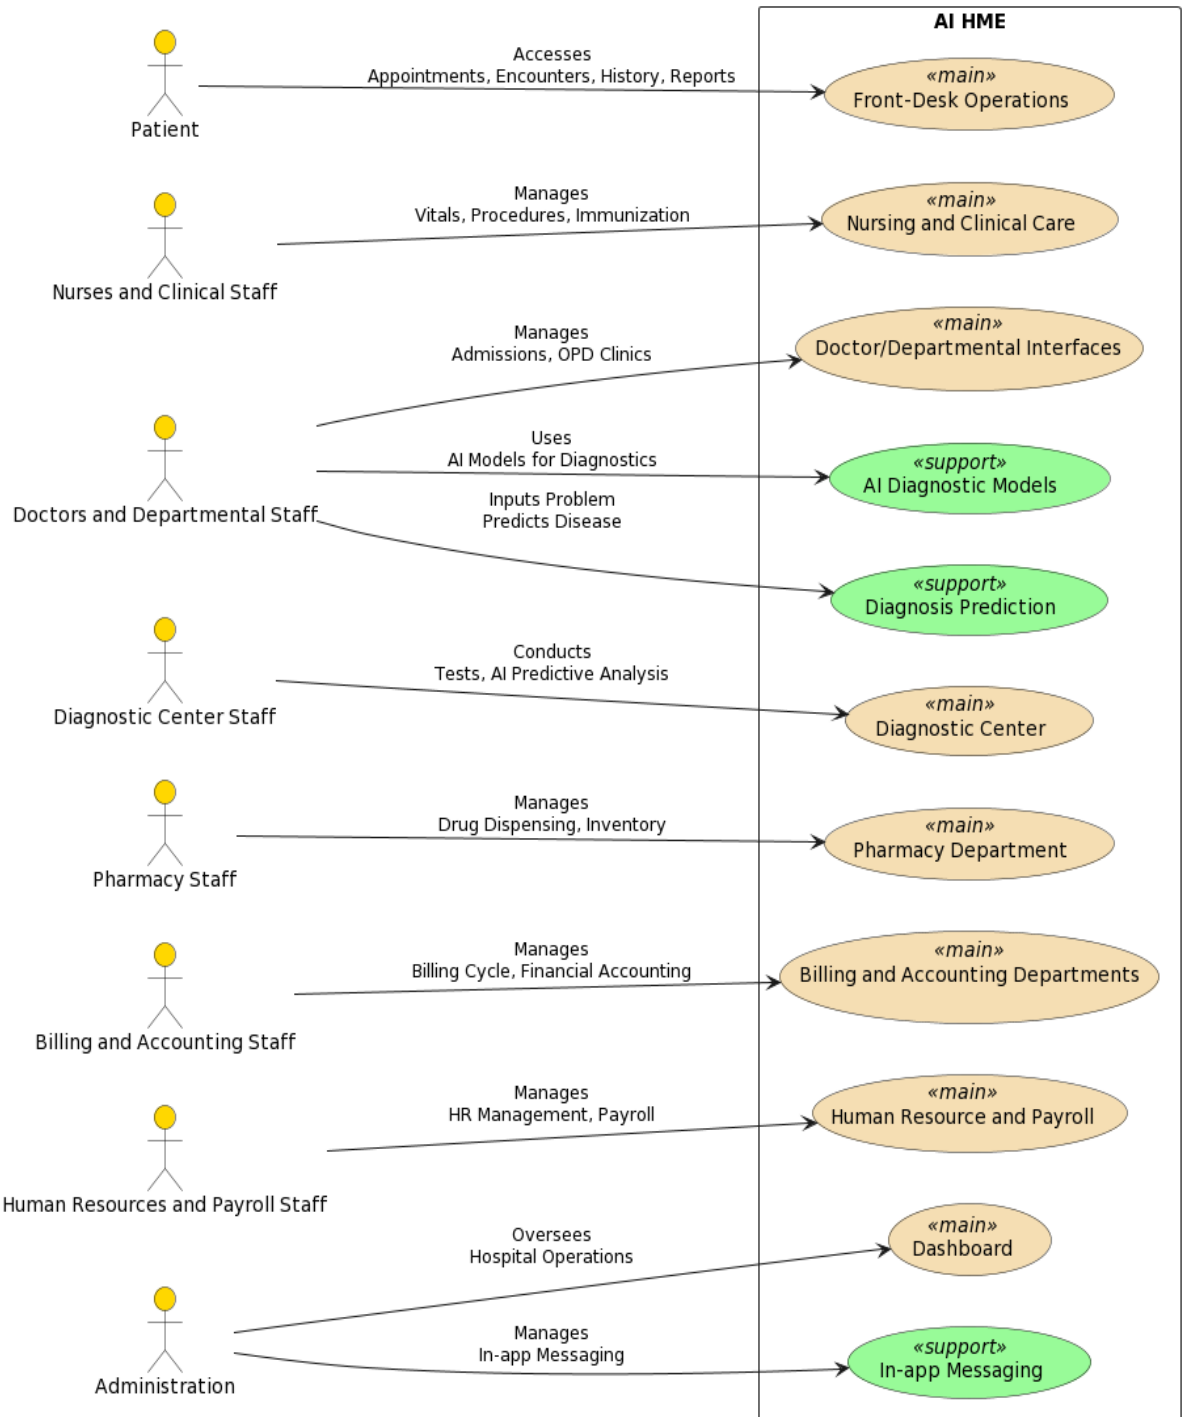 AI HME
Accesses
Appointments, Encounters, History, Reports
«main»
Front-Desk Operations
Patient
Manages
Vitals, Procedures, Immunization
«main»
Nursing and Clinical Care
Nurses and Clinical Staff
Manages
Admissions, OPD Clinics
«main»
Doctor/Departmental Interfaces
Uses
AI Models for Diagnostics
«support»
AI Diagnostic Models
Doctors and Departmental Staff
Inputs Problem
Predicts Disease
«support»
Diagnosis Prediction
Conducts
Tests, AI Predictive Analysis
«main»
Diagnostic Center
Diagnostic Center Staff
Manages
Drug Dispensing, Inventory
«main»
Pharmacy Department
Pharmacy Staff
Manages
Billing Cycle, Financial Accounting
«main»
Billing and Accounting Departments
Billing and Accounting Staff
Manages
HR Management, Payroll
«main»
Human Resource and Payroll
Human Resources and Payroll Staff
Oversees
Hospital Operations
«main»
Dashboard
Manages
In-app Messaging
«support»
In-app Messaging
Administration